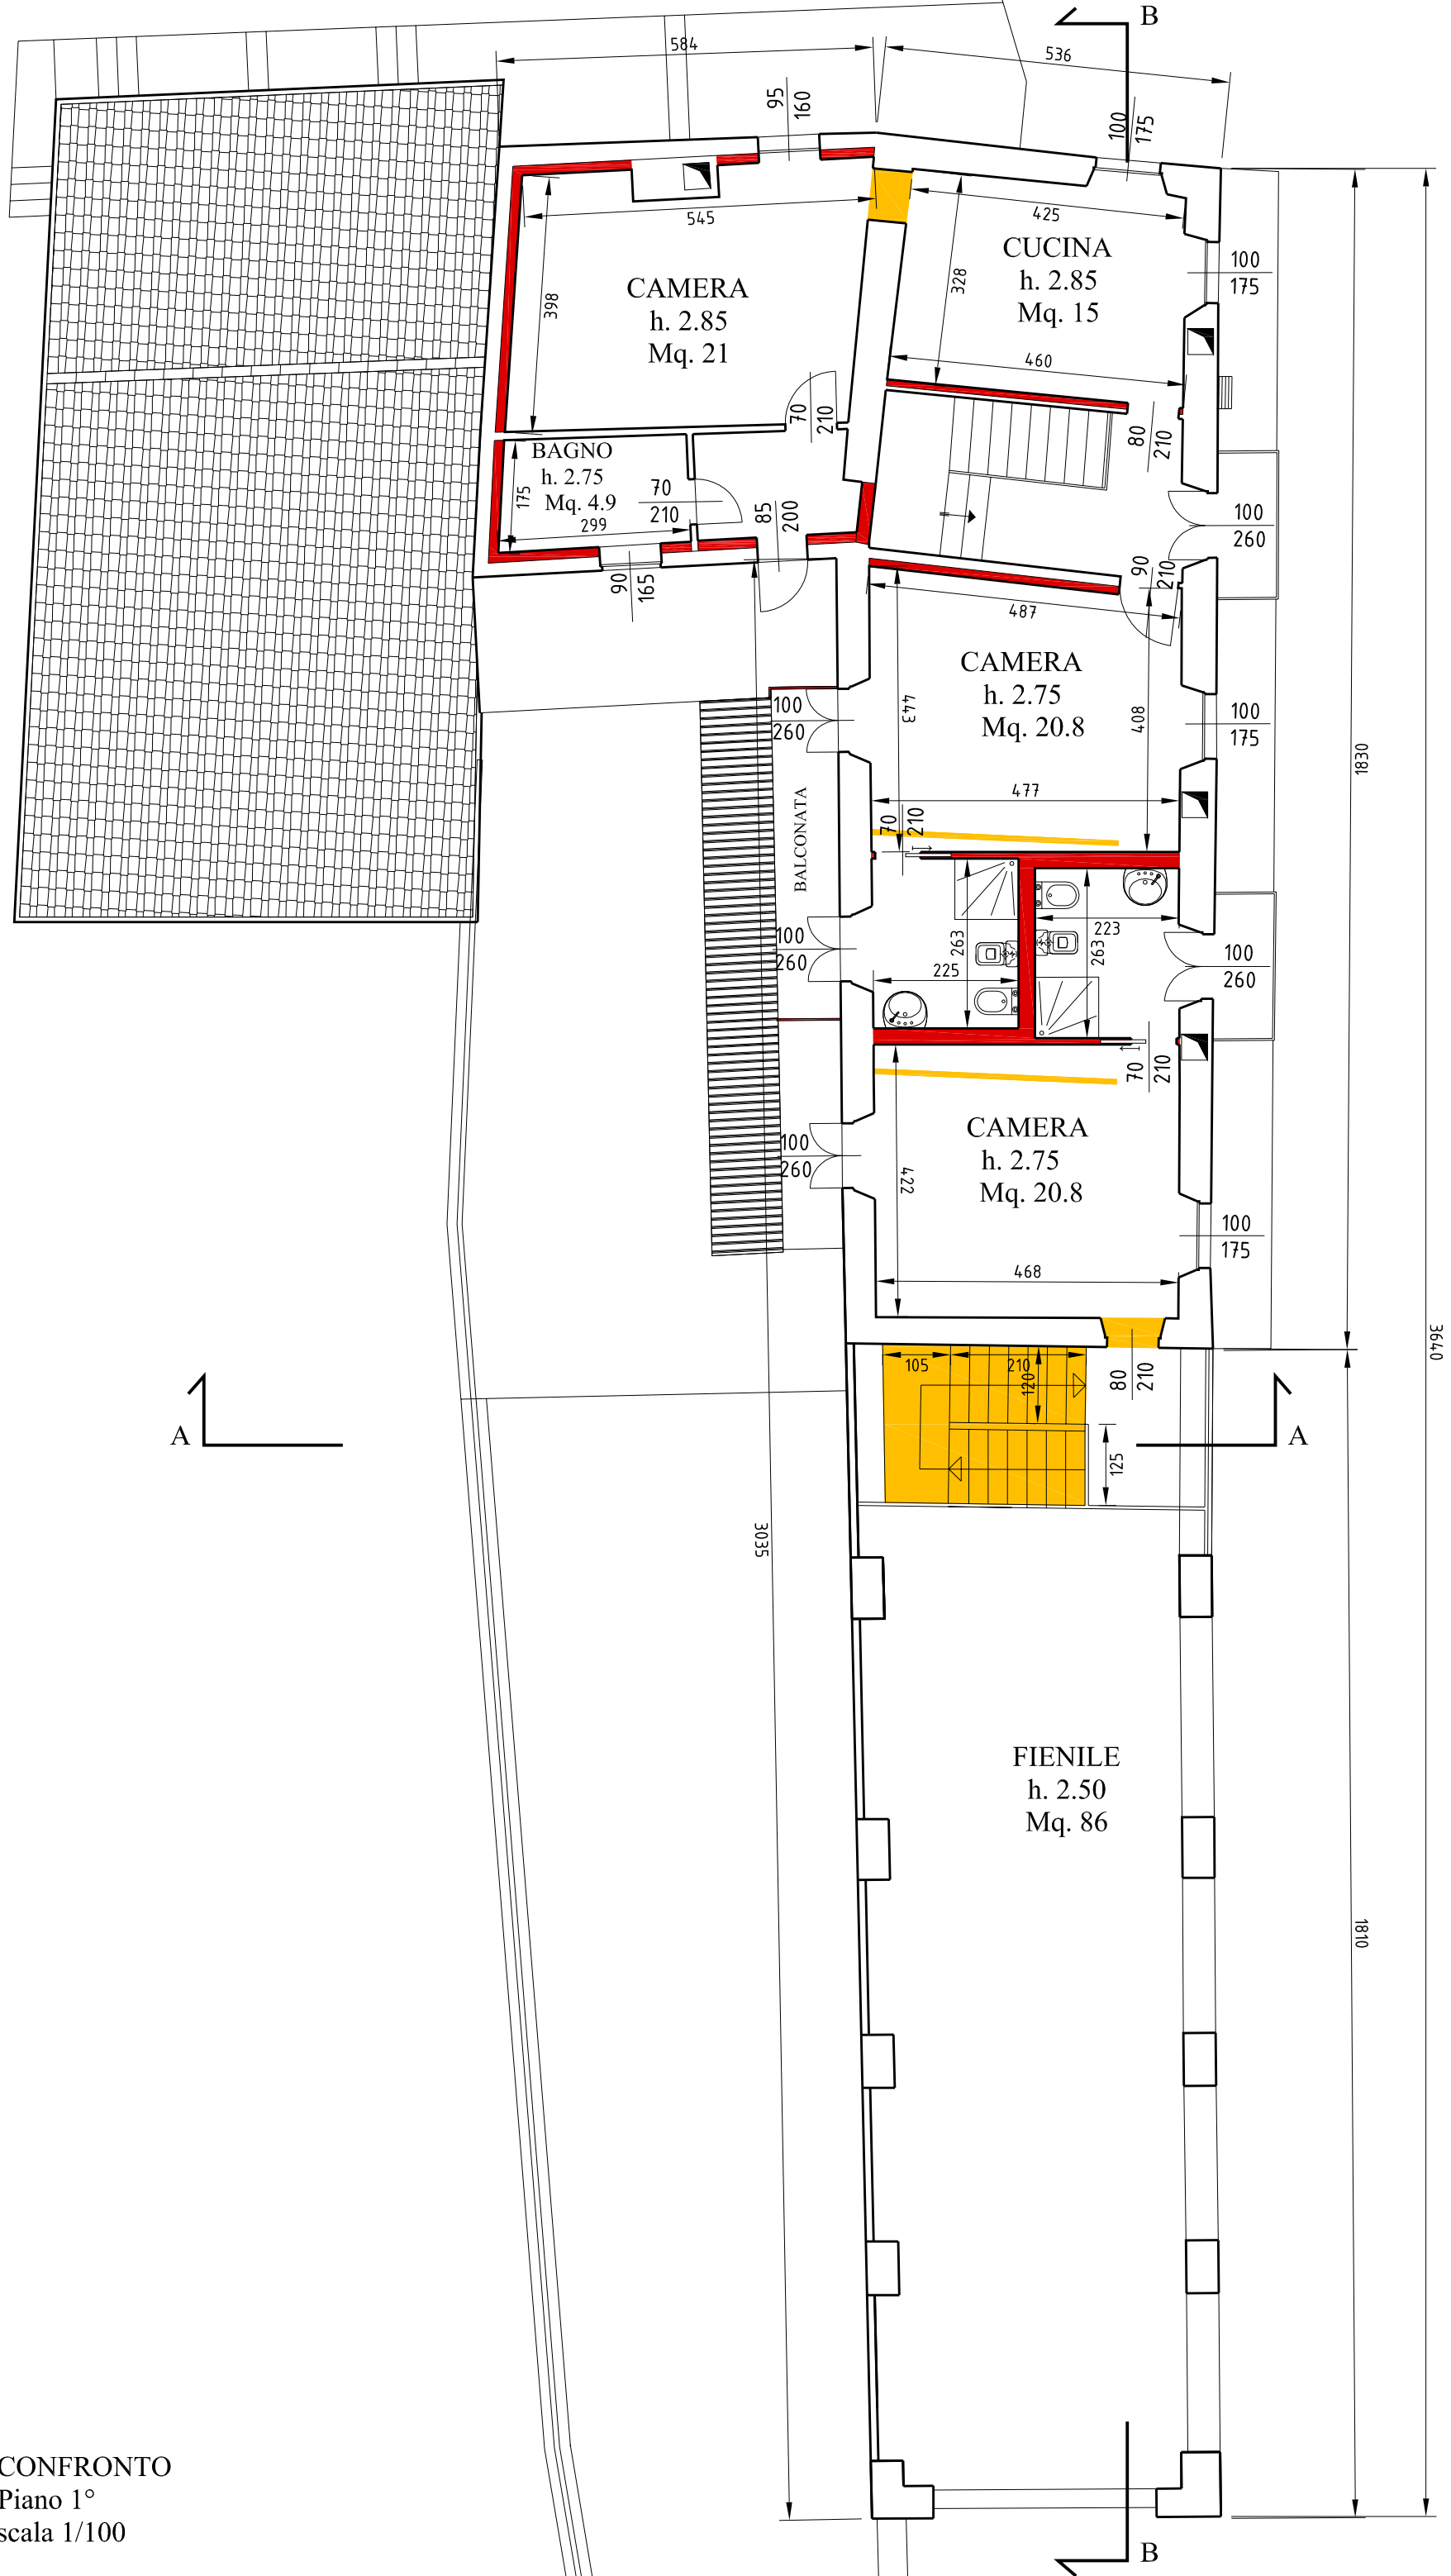 B
584
536
95
160
100
175
545
425
CUCINA
h. 2.85
Mq. 15
100
175
328
398
CAMERA
h. 2.85
Mq. 21
460
70
210
80
210
BAGNO
h. 2.75
Mq. 4.9
175
299
70
210
85
200
100
260
90
165
90
210
487
CAMERA
h. 2.75
Mq. 20.8
443
408
100
260
100
175
1830
477
BALCONATA
70
210
263
225
223
263
100
260
100
260
70
210
CAMERA
h. 2.75
Mq. 20.8
422
100
260
100
175
468
3640
105
210
120
80
210
A
A
125
3035
FIENILE
h. 2.50
Mq. 86
1810
CONFRONTO
Piano 1°
scala 1/100
B